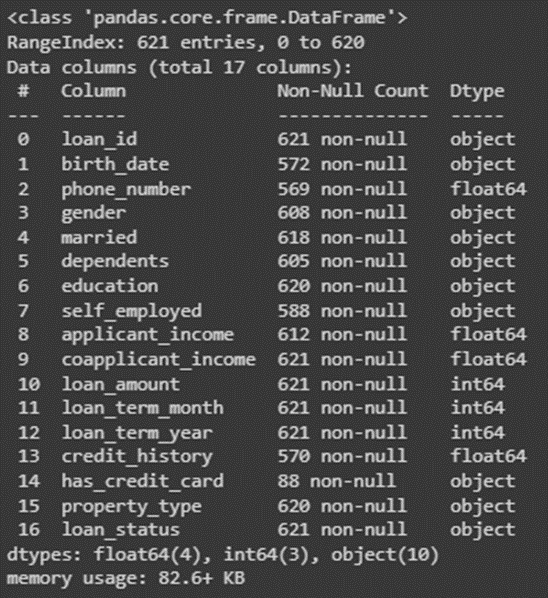 <class 'pandas.core.frame.DataFrame'>
RangeIndex: 621 entries, 0 to 620
Data columns (total 17 columns):
 #   Column              Non-Null Count  Dtype
---  ------              --------------  -----
 0   loan_id             621 non-null    object
 1   birth_date          572 non-null    object
 2   phone_number        569 non-null    float64
 3   gender              608 non-null    object
 4   married             618 non-null    object
 5   dependents          605 non-null    object
 6   education           620 non-null    object
 7   self_employed       588 non-null    object
 8   applicant_income    612 non-null    float64
 9   coapplicant_income  621 non-null    float64
 10  loan_amount         621 non-null    int64
 11  loan_term_month     621 non-null    int64
 12  loan_term_year      621 non-null    int64
 13  credit_history      570 non-null    float64
 14  has_credit_card     88 non-null     object
 15  property_type       620 non-null    object
 16  loan_status         621 non-null    object
dtypes: float64(4), int64(3), object(10)
memory usage: 82.6+ KB